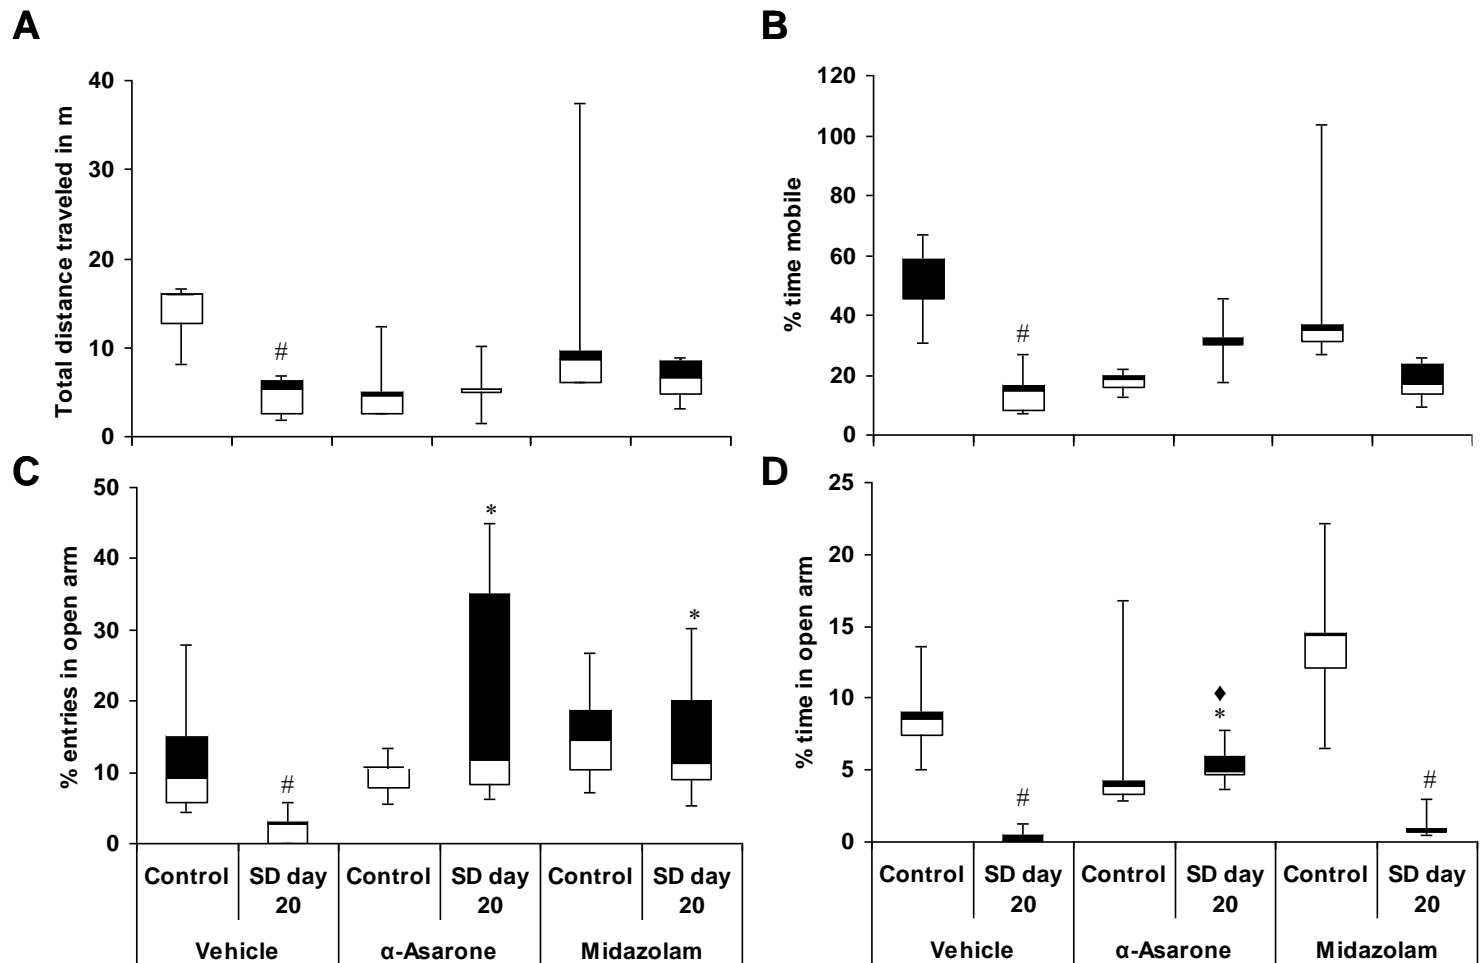 A
Total distance traveled in m
40
30
20
10
0
#
B
% time mobile
120
100
80
60
40
20
0
#
C
% entries in open arm
50
40
30
20
10
0
#
*
*
Control
SD day
20
Control
SD day
20
Control
SD day
20
Vehicle
α-Asarone
Midazolam
D
% time in open arm
25
20
15
10
5
0
#
♦
*
#
Control
SD day
20
Control
SD day
20
Control
SD day
20
Vehicle
α-Asarone
Midazolam